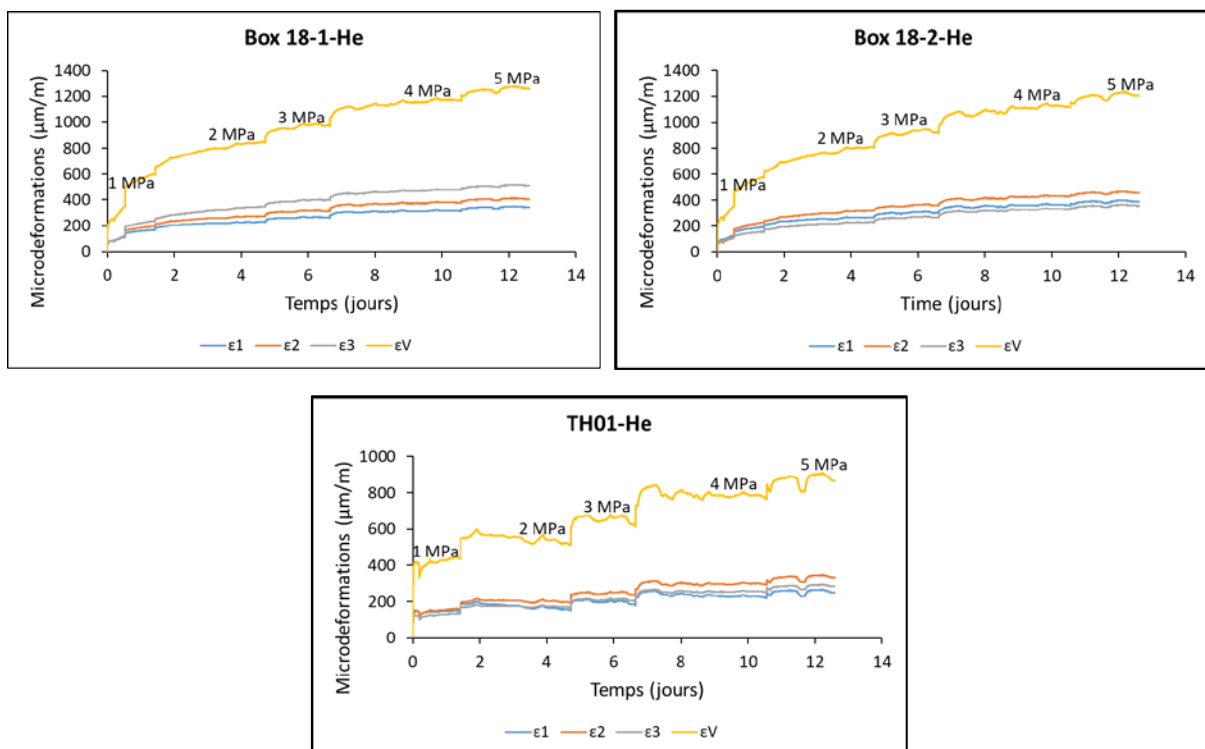 Box 18-1-He
Microdeformations (µm/m)
1400
1200
1000
800
600
400
200
0
1 MPa
2 MPa
3 MPa
4 MPa
5 MPa
0 2 4 6 8 10 12 14
Temps (jours)
ε1 ε2 ε3 εV
Box 18-2-He
Microdeformations (µm/m)
1400
1200
1000
800
600
400
200
0
1 MPa
2 MPa
3 MPa
4 MPa
5 MPa
0 2 4 6 8 10 12 14
Time (jours)
ε1 ε2 ε3 εV
TH01-He
Microdeformations (µm/m)
1000
800
600
400
200
0
1 MPa
2 MPa
3 MPa
4 MPa
5 MPa
0 2 4 6 8 10 12 14
Temps (jours)
ε1 ε2 ε3 εV